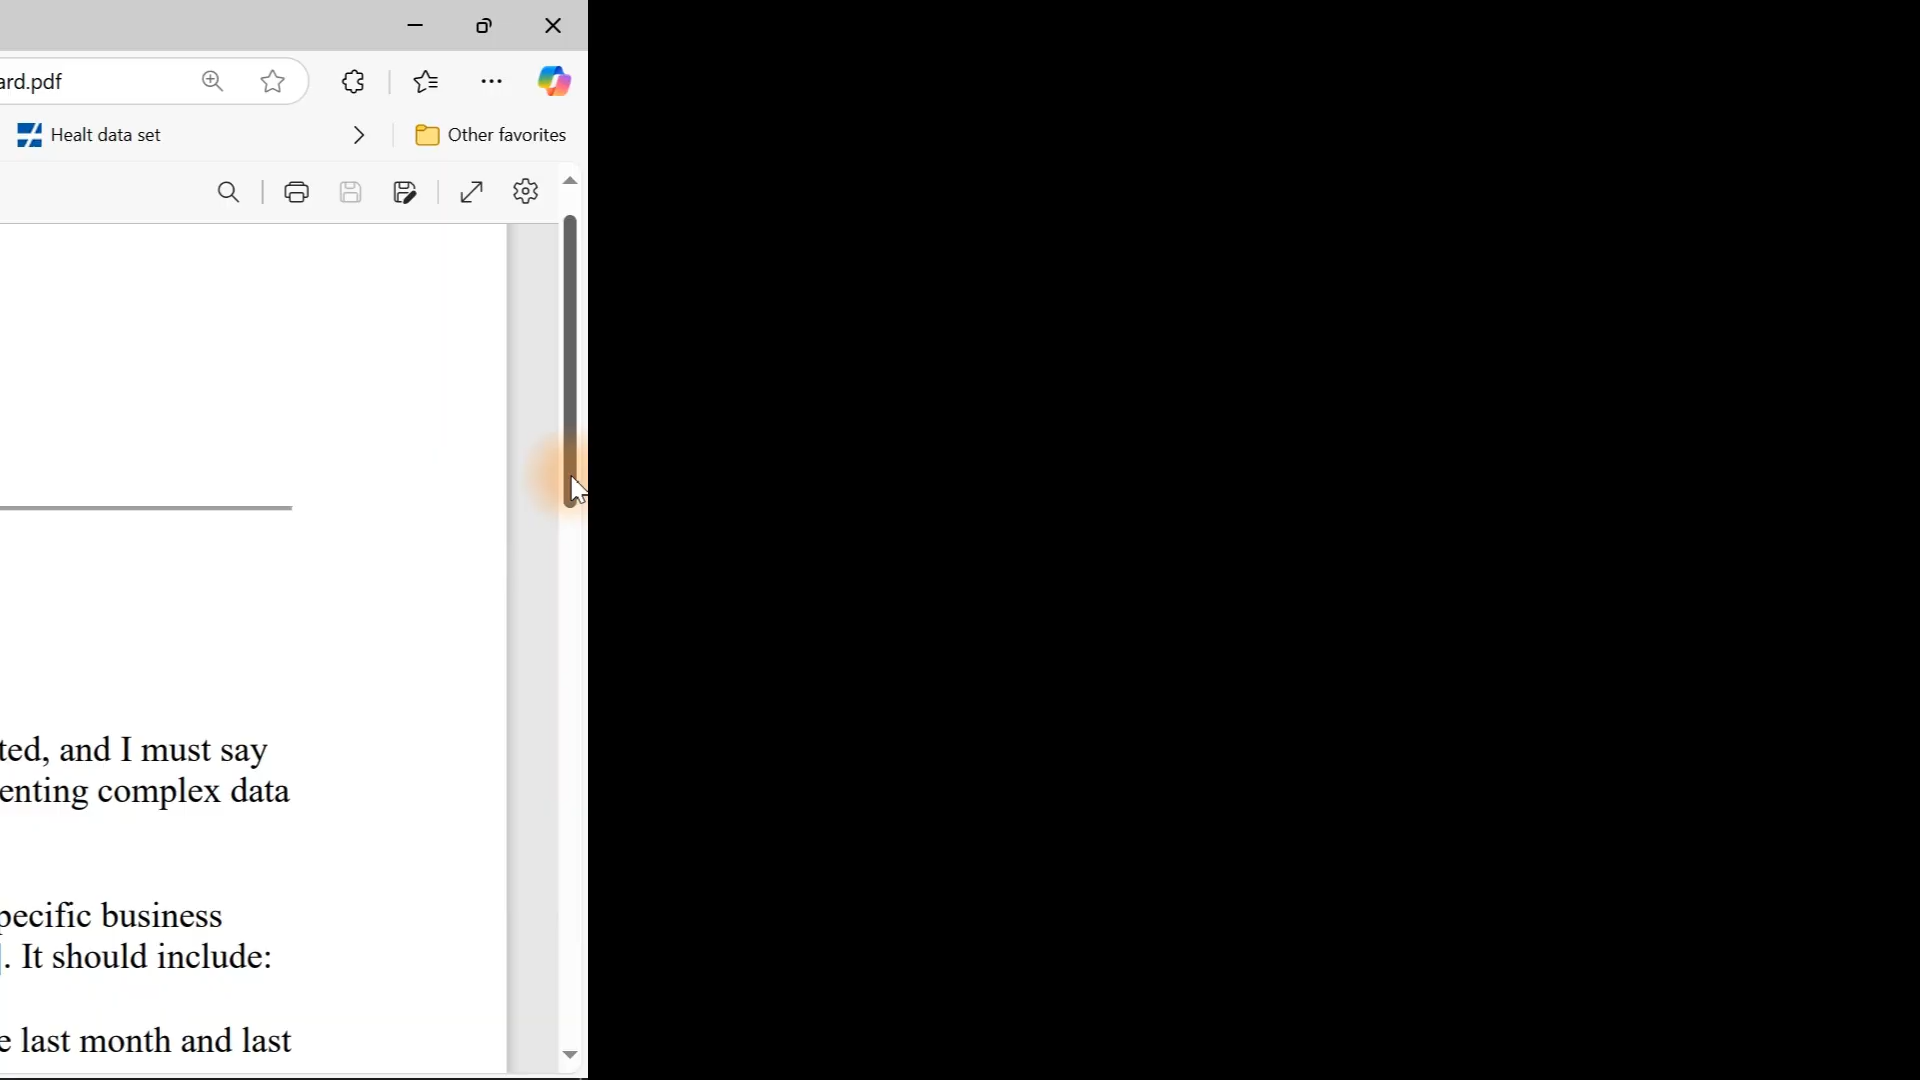 ard.pdf
Healt data set
Other favorites
ted, and I must say
enting complex data
pecific business
]. It should include:
e last month and last